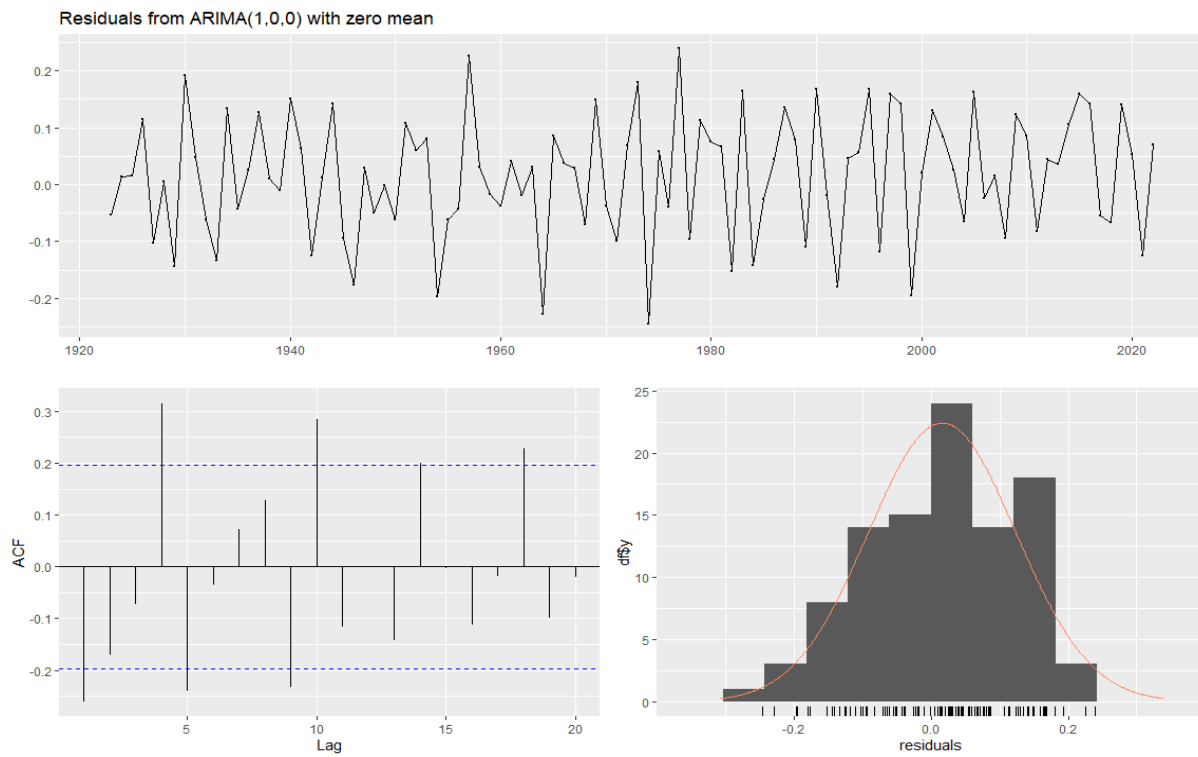 Residuals from ARIMA(1,0,0) with zero mean
0.2
0.1
0.0
-0.1
-0.2
1920 1940 1960 1980 2000 2020
ACF
0.3
0.2
0.1
0.0
-0.1
-0.2
5 10 15 20
Lag
df$y
25
20
15
10
5
0
-0.2 0.0 0.2
residuals